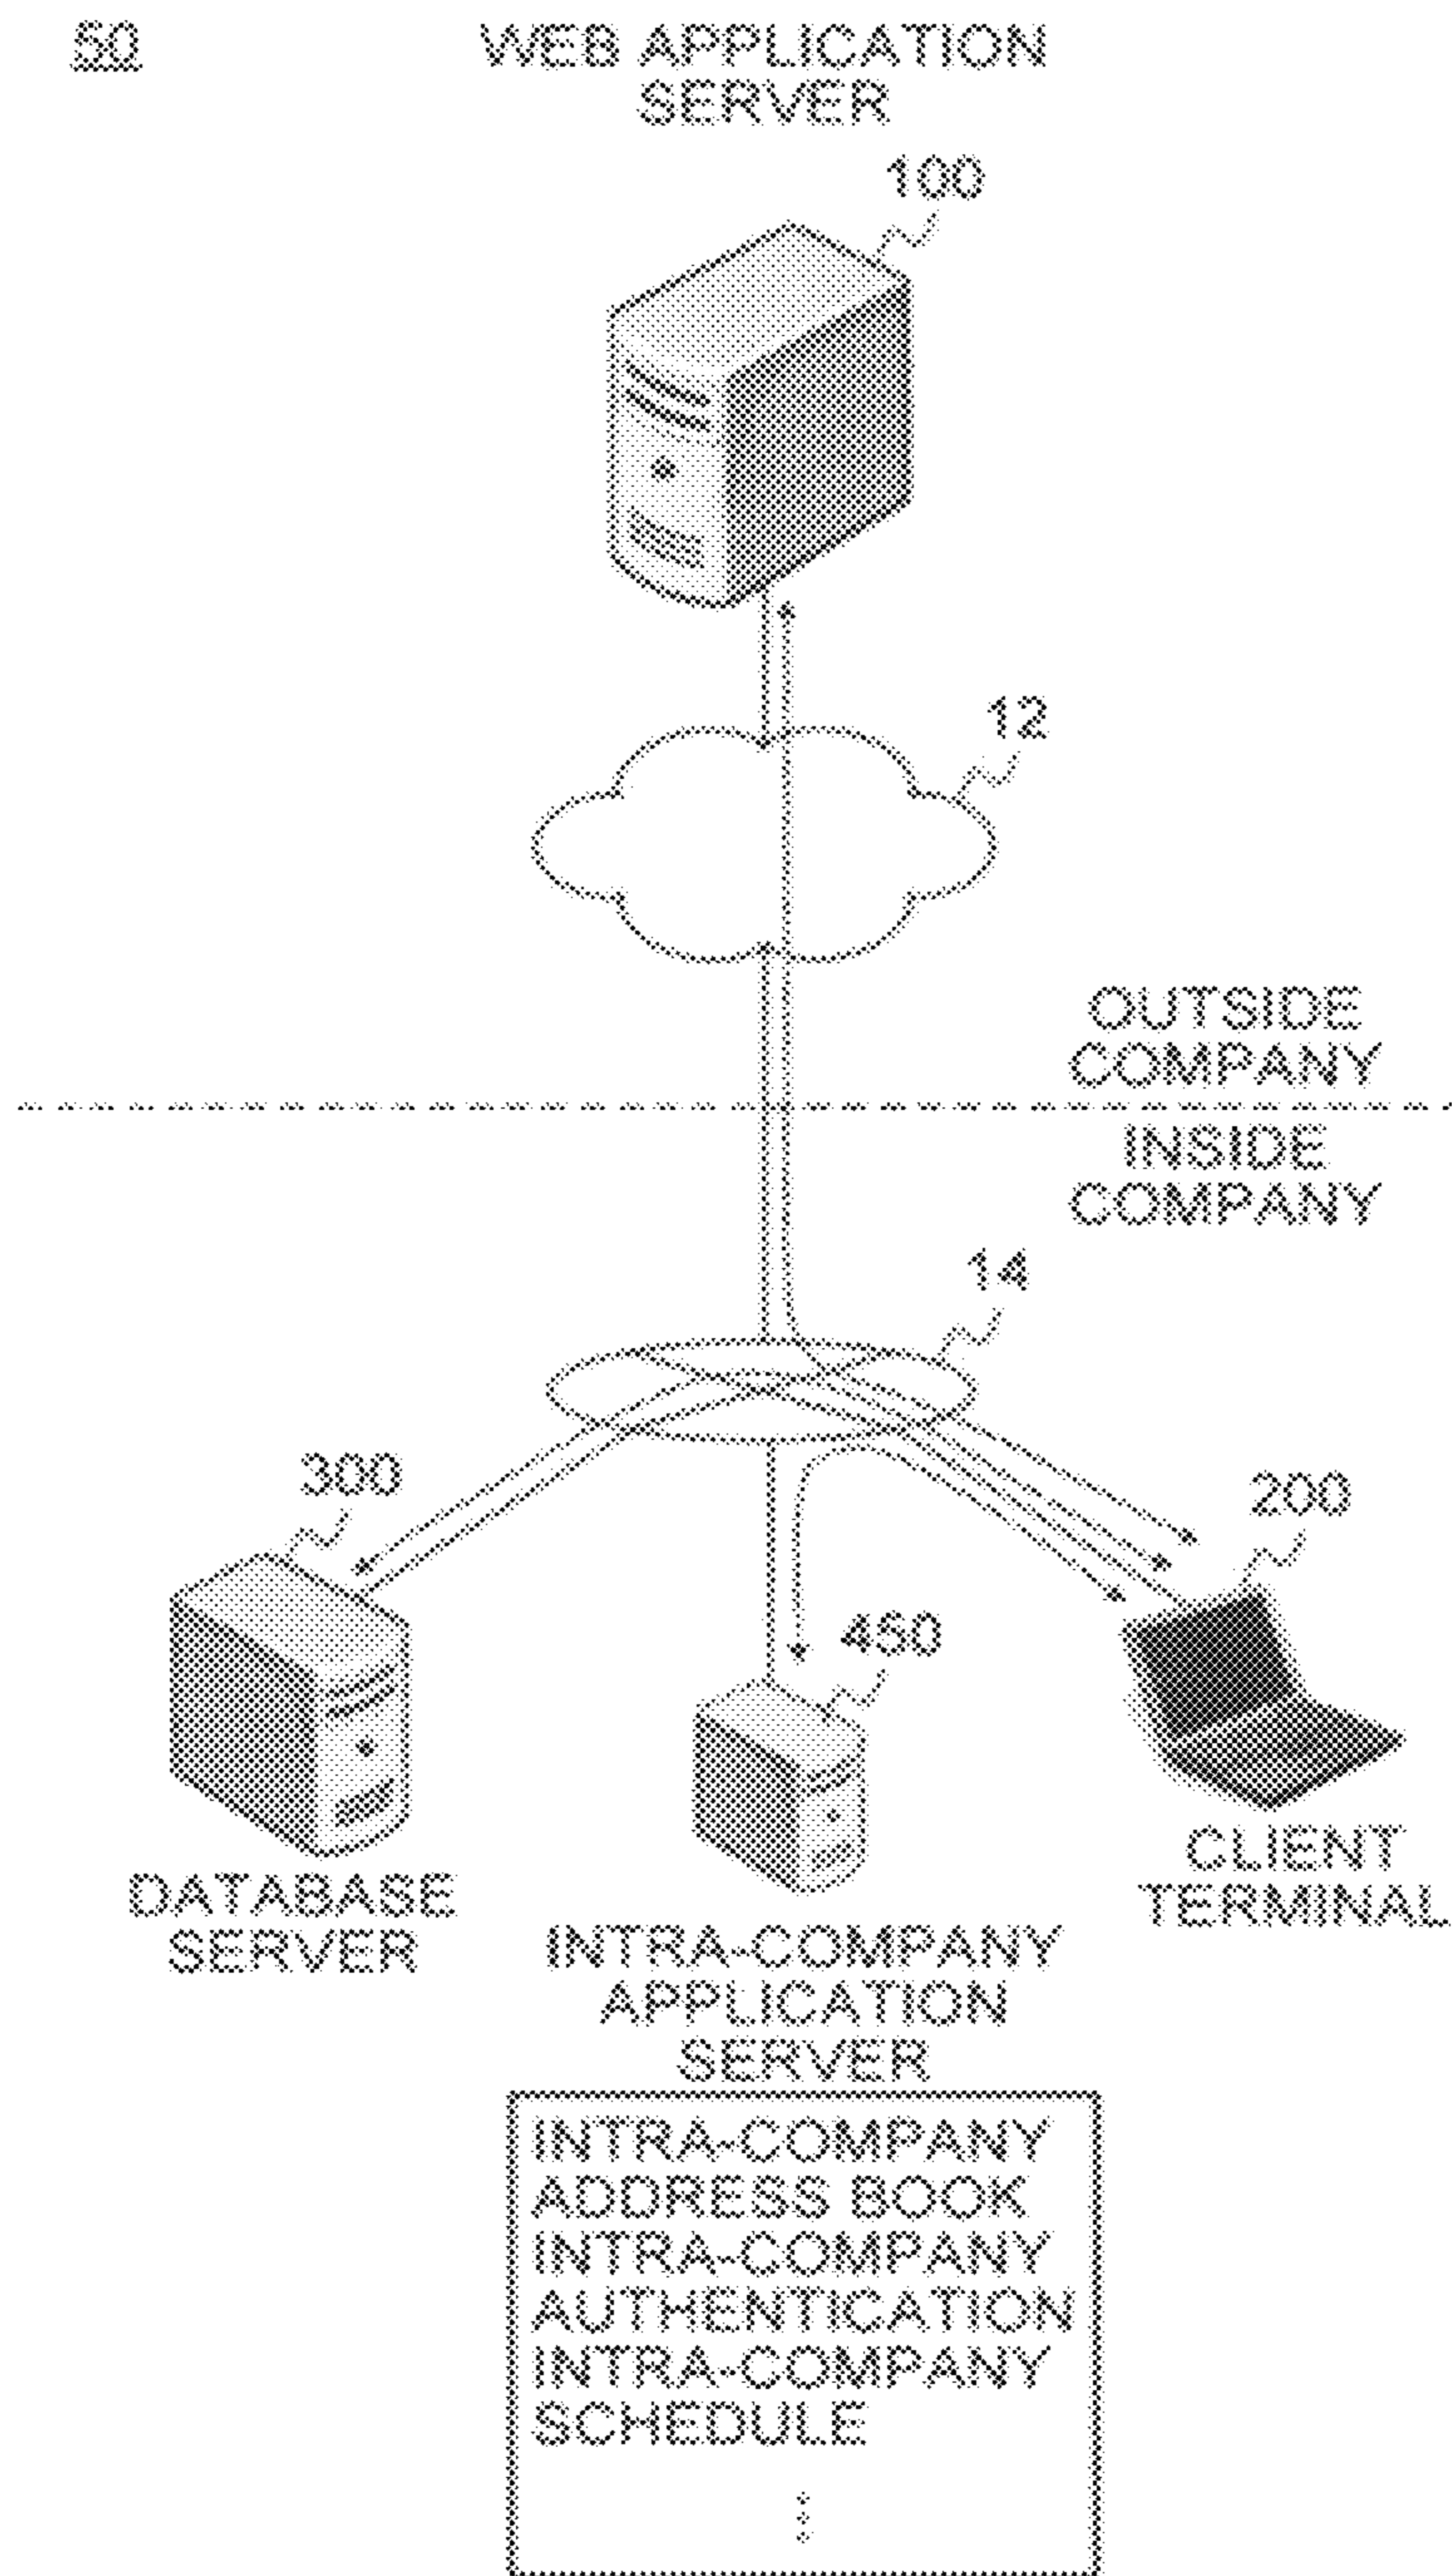 50
WEB APPLICATION
SERVER
100
12
OUTSIDE
COMPANY
INSIDE
COMPANY
14
300
200
450
CLIENT
TERMINAL
DATABASE
SERVER
INTRA-COMPANY
APPLICATION
SERVER
INTRA-COMPANY
ADDRESS BOOK
INTRA-COMPANY
AUTHENTICATION
INTRA-COMPANY
SCHEDULE